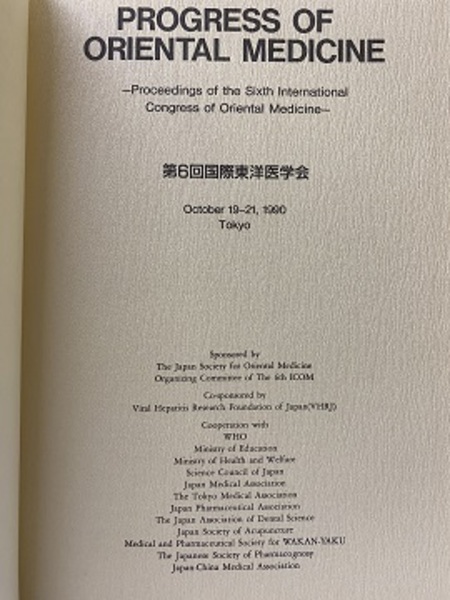 PROGRESS OF
ORIENTAL MEDICINE
—Proceedings of the Sixth International
Congress of Oriental Medicine—
第6回国際東洋医学会
October 19–21, 1990
Tokyo
Sponsored by
The Japan Society for Oriental Medicine
Organizing Committee of The 6th ICOM
Co-sponsored by
Viral Hepatitis Research Foundation of Japan(VHRJ)
Cooperation with
WHO
Ministry of Education
Ministry of Health and Welfare
Science Council of Japan
Japan Medical Association
The Tokyo Medical Association
Japan Pharmaceutical Association
The Japan Association of Dental Science
Japan Society of Acupuncture
Medical and Pharmaceutical Society for WAKAN-YAKU
The Japanese Society of Pharmacognosy
Japan-China Medical Association